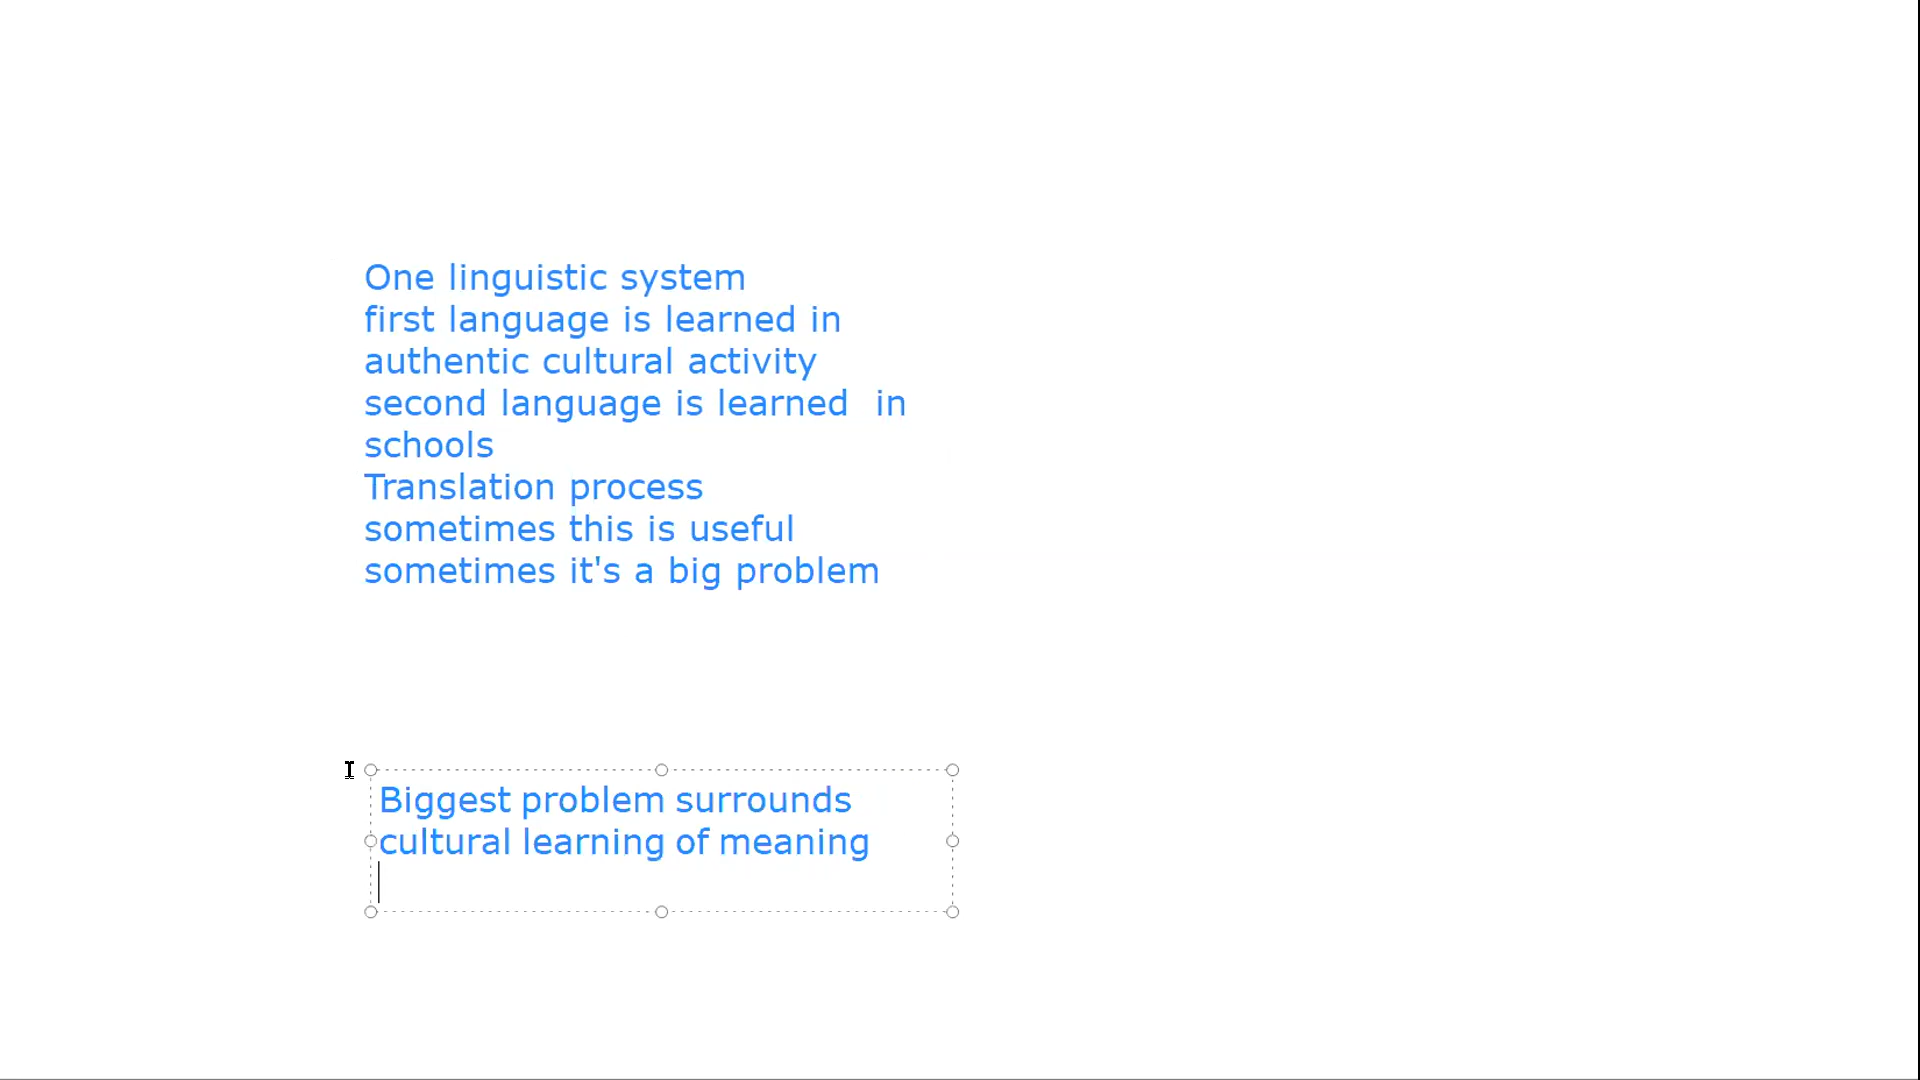 One linguistic system
first language is learned in
authentic cultural activity
second language is learned  in
schools
Translation process
sometimes this is useful
sometimes it's a big problem
Biggest problem surrounds
cultural learning of meaning